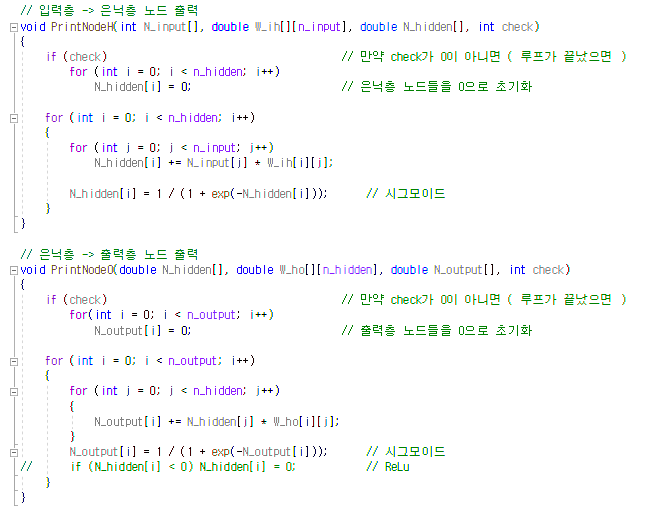 // 입력층 -> 은닉층 노드 출력
void PrintNodeH(int N_input[], double W_ih[][n_input], double N_hidden[], int check)
{
    if (check)                                      // 만약 check가 0이 아니면 ( 루프가 끝났으면 )
        for (int i = 0; i < n_hidden; i++)
            N_hidden[i] = 0;                        // 은닉층 노드들을 0으로 초기화
    for (int i = 0; i < n_hidden; i++)
    {
        for (int j = 0; j < n_input; j++)
            N_hidden[i] += N_input[j] * W_ih[i][j];
        N_hidden[i] = 1 / (1 + exp(-N_hidden[i]));      // 시그모이드
    }
}
// 은닉층 -> 출력층 노드 출력
void PrintNodeO(double N_hidden[], double W_ho[][n_hidden], double N_output[], int check)
{
    if (check)                                      // 만약 check가 0이 아니면 ( 루프가 끝났으면 )
        for(int i = 0; i < n_output; i++)
            N_output[i] = 0;                        // 출력층 노드들을 0으로 초기화
    for (int i = 0; i < n_output; i++)
    {
        for (int j = 0; j < n_hidden; j++)
        {
            N_output[i] += N_hidden[j] * W_ho[i][j];
        }
        N_output[i] = 1 / (1 + exp(-N_output[i]));      // 시그모이드
//      if (N_hidden[i] < 0) N_hidden[i] = 0;           // ReLu
    }
}